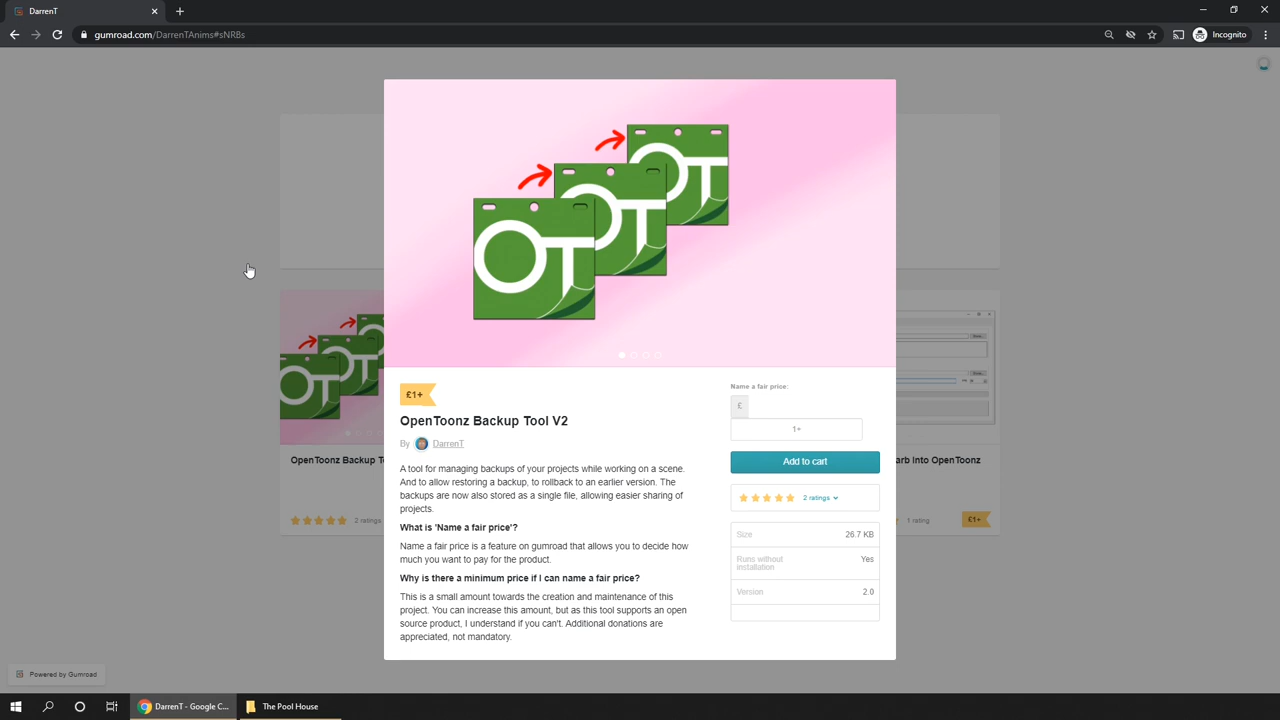 DarrenT
gumroad.com/DarrenTAnims#sNRBs
Incognito
OT
OT
OT
£1+
OpenToonz Backup Tool V2
By DarrenT
A tool for managing backups of your projects while working on a scene.
And to allow restoring a backup, to rollback to an earlier version. The
backups are now also stored as a single file, allowing easier sharing of
projects.
What is 'Name a fair price'?
Name a fair price is a feature on gumroad that allows you to decide how
much you want to pay for the product.
Why is there a minimum price if I can name a fair price?
This is a small amount towards the creation and maintenance of this
project. You can increase this amount, but as this tool supports an open
source product, I understand if you can't. Additional donations are
appreciated, not mandatory.
Name a fair price:
£
1+
Add to cart
2 ratings
Size 26.7 KB
Runs without Yes
installation
Version 2.0
OT
OT
OpenToonz Backup
2 ratings
Into OpenToonz
1 rating
£1+
Powered by Gumroad
DarrenT - Google C...
The Pool House